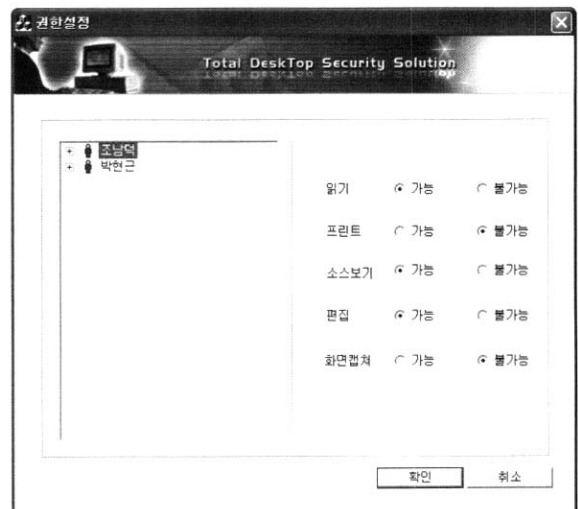 권한설정
Total DeskTop Security Solution
조남덕
박현근
읽기 가능 불가능
프린트 가능 불가능
소스보기 가능 불가능
편집 가능 불가능
화면캡쳐 가능 불가능
확인 취소